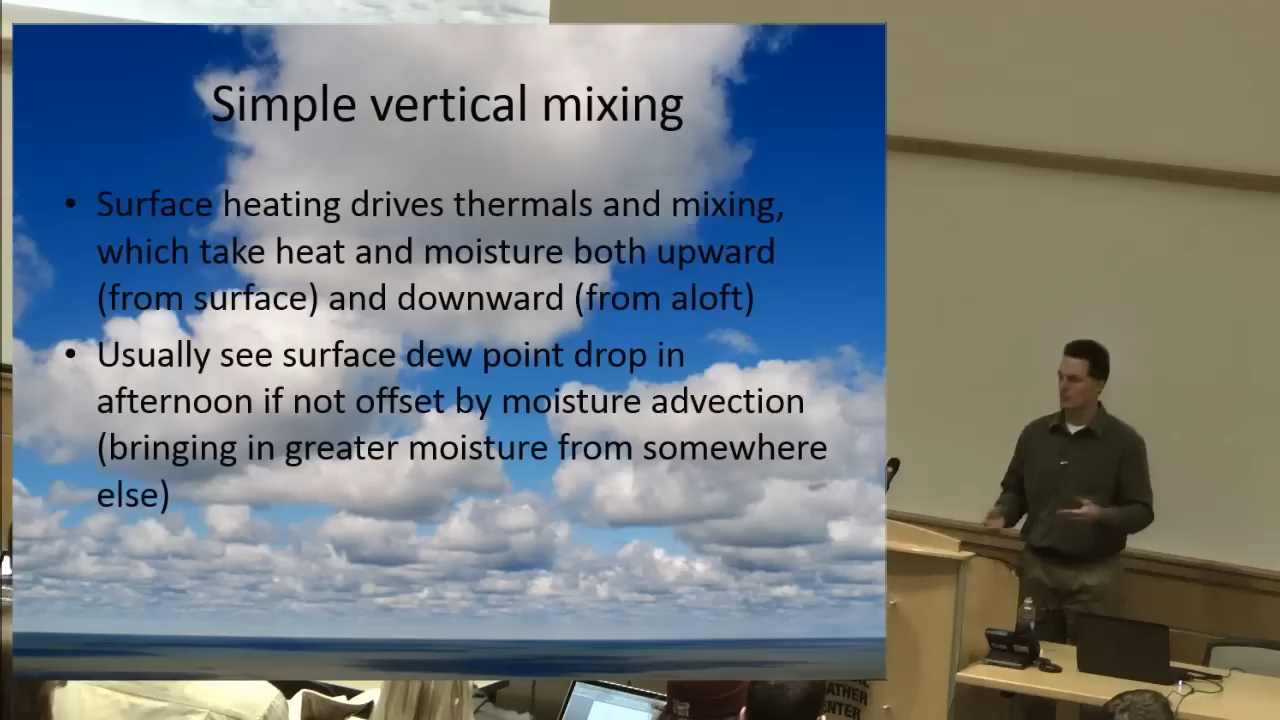 Simple vertical mixing
• Surface heating drives thermals and mixing,
which take heat and moisture both upward
(from surface) and downward (from aloft)
• Usually see surface dew point drop in
afternoon if not offset by moisture advection
(bringing in greater moisture from somewhere
else)